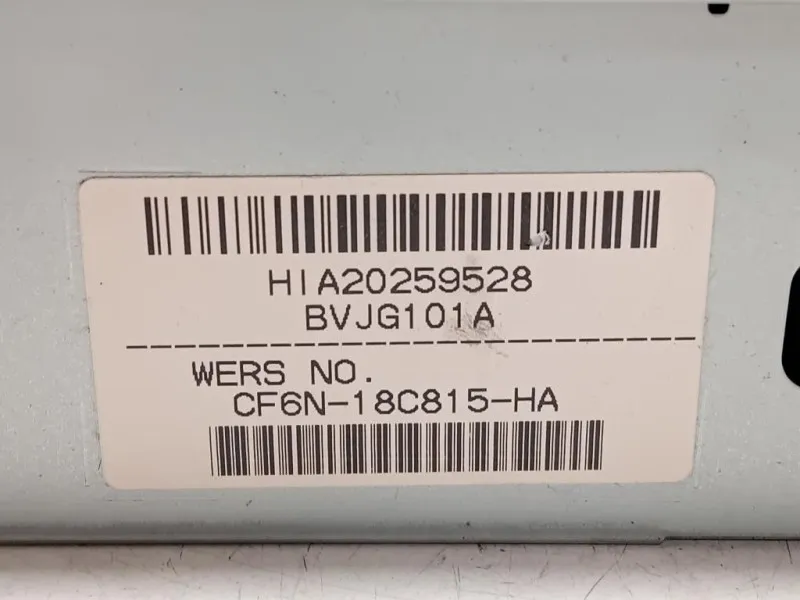 HIA20259528
BVJG101A
WERS NO.
CF6N-18C815-HA